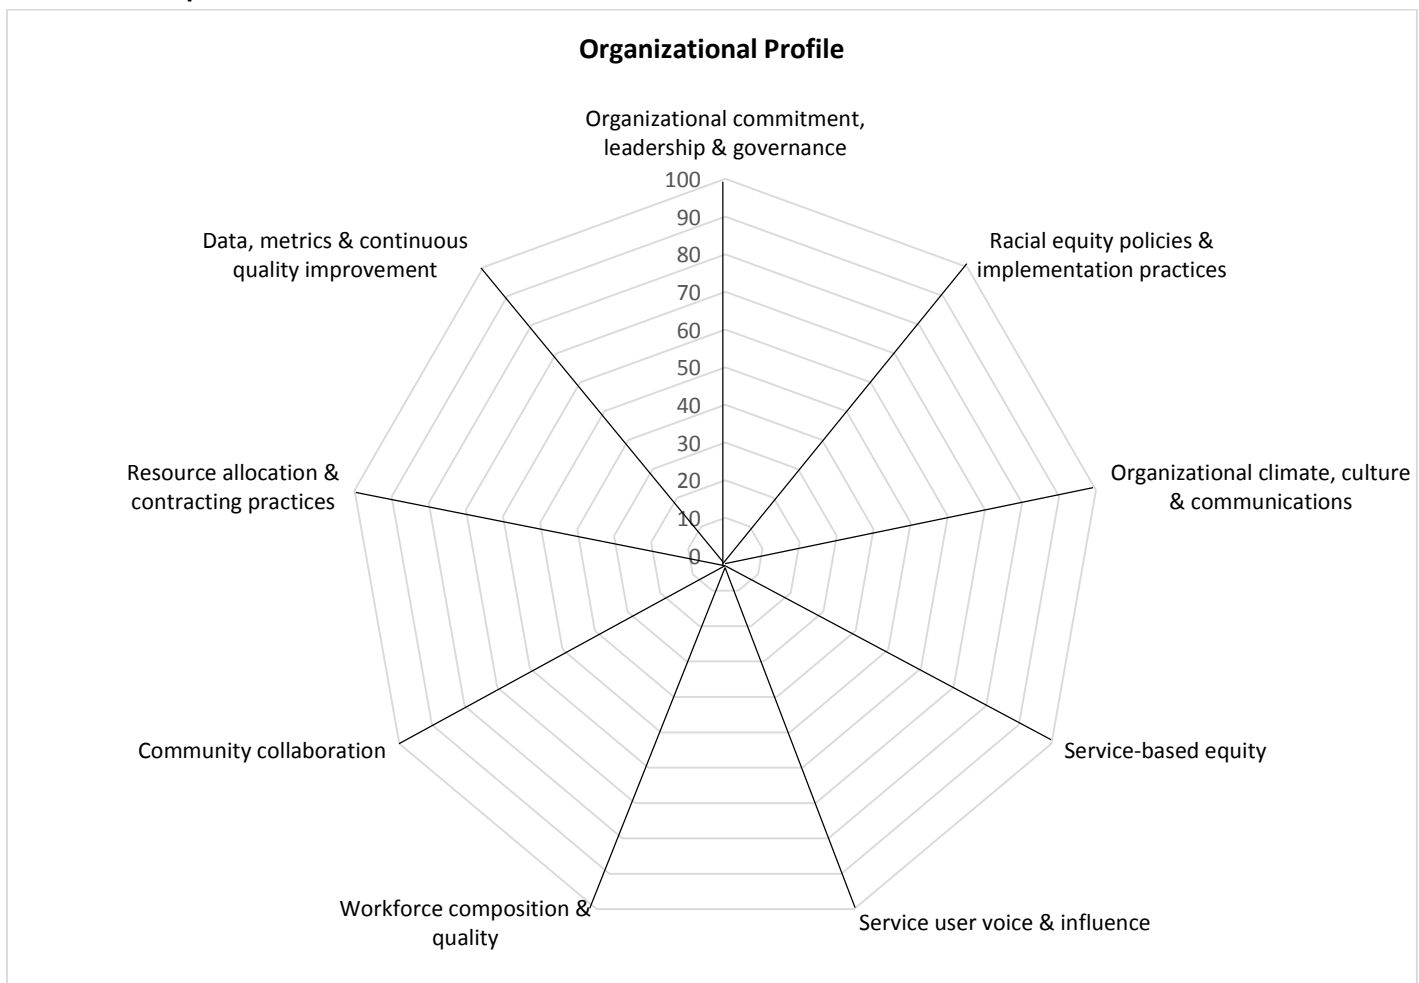 Organizational Profile
Organizational commitment,
leadership & governance
100
90
80
70
60
50
40
30
20
10
0
Racial equity policies &
implementation practices
Organizational climate, culture
& communications
Service-based equity
Service user voice & influence
Workforce composition &
quality
Community collaboration
Resource allocation &
contracting practices
Data, metrics & continuous
quality improvement